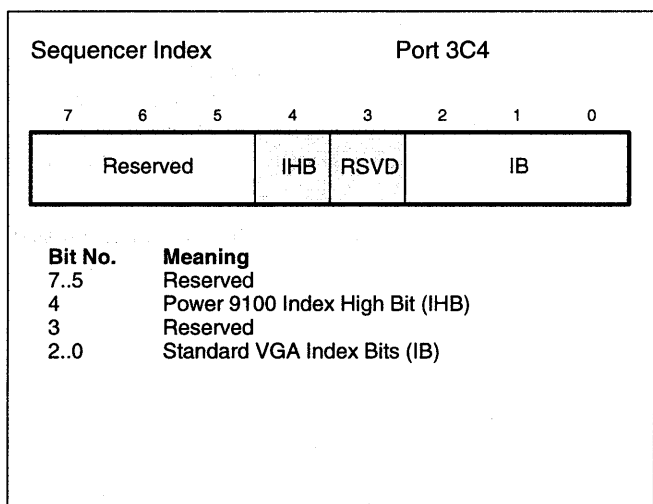 Sequencer Index Port 3C4
7 6 5 4 3 2 1 0
Reserved IHB RSVD IB
Bit No. Meaning
7..5 Reserved
4 Power 9100 Index High Bit (IHB)
3 Reserved
2..0 Standard VGA Index Bits (IB)